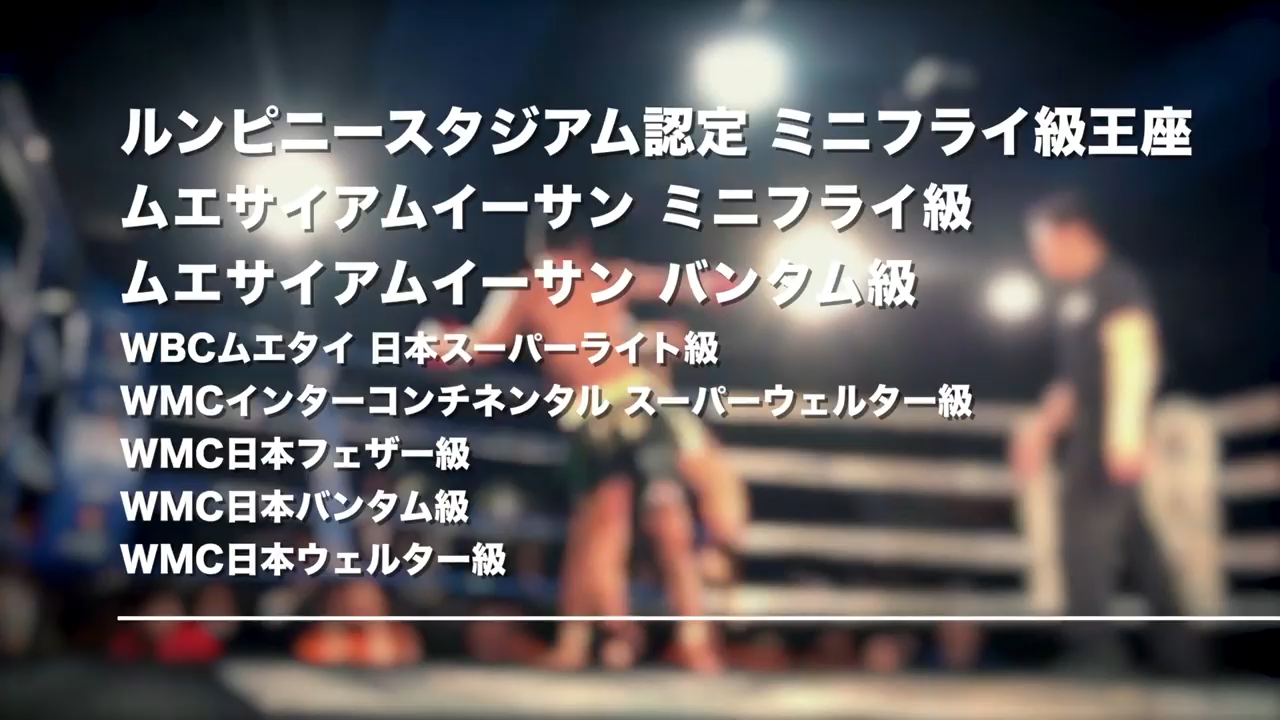 ルンピニースタジアム認定 ミニフライ級王座
ムエサイアムイーサン ミニフライ級
ムエサイアムイーサン バンタム級
WBCムエタイ 日本スーパーライト級
WMCインターコンチネンタル スーパーウェルター級
WMC日本フェザー級
WMC日本バンタム級
WMC日本ウェルター級